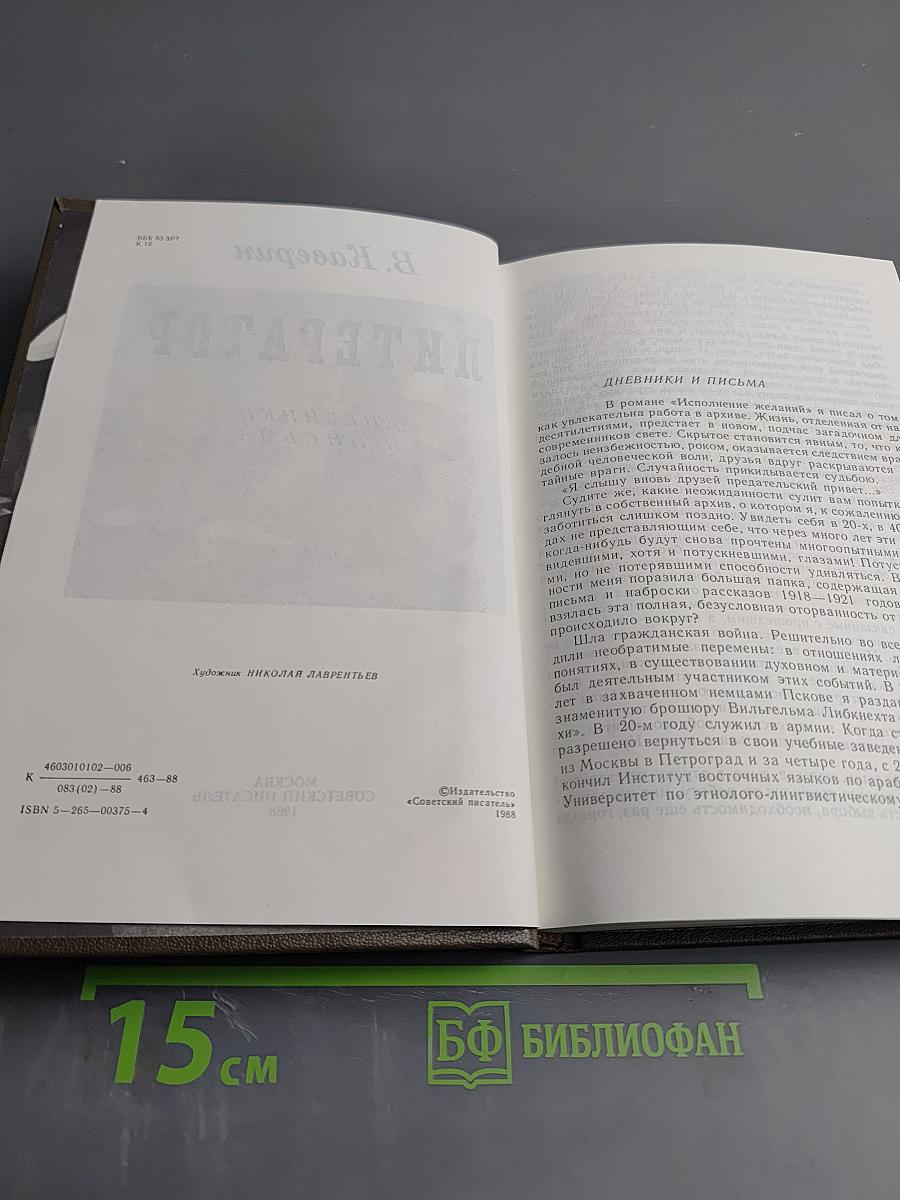 ББК 83 3Р7
К 12
В. Каверин
ЛИТЕРАТОР
ДНЕВНИКИ
И ПИСЬМА
Художник НИКОЛАЙ ЛАВРЕНТЬЕВ
К 4603010102—006
083(02)—88 463—88
ISBN 5—265—00375—4
МОСКВА
СОВЕТСКИЙ ПИСАТЕЛЬ
1988
©Издательство
«Советский писатель»
1988
ДНЕВНИКИ И ПИСЬМА
В романе «Исполнение желаний» я писал о том
как увлекательна работа в архиве. Жизнь, отделенная от на
десятилетиями, предстает в новом, подчас загадочном дл
современников свете. Скрытое становится явным, то, что к
залось неизбежностью, роком, оказывается следствием вра
дебной человеческой воли, друзья вдруг раскрываются
тайные враги. Случайность прикидывается судьбою.
«Я слышу вновь друзей предательский привет...»
Судите же, какие неожиданности сулит вам попытк
глянуть в собственный архив, о котором я, к сожалению
заботиться слишком поздно. Увидеть себя в 20-х, в 40
дах не представляющим себе, что через много лет эти
когда-нибудь будут снова прочтены многоопытными
видевшими, хотя и потускневшими, глазами! Потус
ми, но не потерявшими способности удивляться. В
ности меня поразила большая папка, содержащая
письма и наброски рассказов 1918—1921 годов
взялась эта полная, безусловная оторванность от
происходило вокруг?
Шла гражданская война. Решительно во все
дили необратимые перемены: в отношениях л
понятиях, в существовании духовном и матери
был деятельным участником этих событий. В
лет в захваченном немцами Пскове я разда
знаменитую брошюру Вильгельма Либкнехта
хи». В 20-м году служил в армии. Когда с
разрешено вернуться в свои учебные заведе
из Москвы в Петроград и за четыре года, с 2
кончил Институт восточных языков по араб
Университет по этнолого-лингвистическому
15 см
БФ БИБЛИОФАН